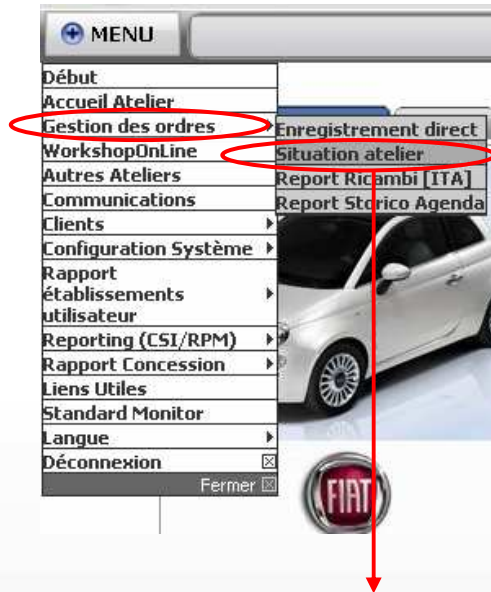 MENU
Début
Accueil Atelier
Gestion des ordres
WorkshopOnLine
Autres Ateliers
Communications
Clients
Configuration Système
Rapport
établissements
utilisateur
Reporting (CSI/RPM)
Rapport Concession
Liens Utiles
Standard Monitor
Langue
Déconnexion
Fermer
Enregistrement direct
Situation atelier
Report Ricambi [ITA]
Report Storico Agenda
FIAT